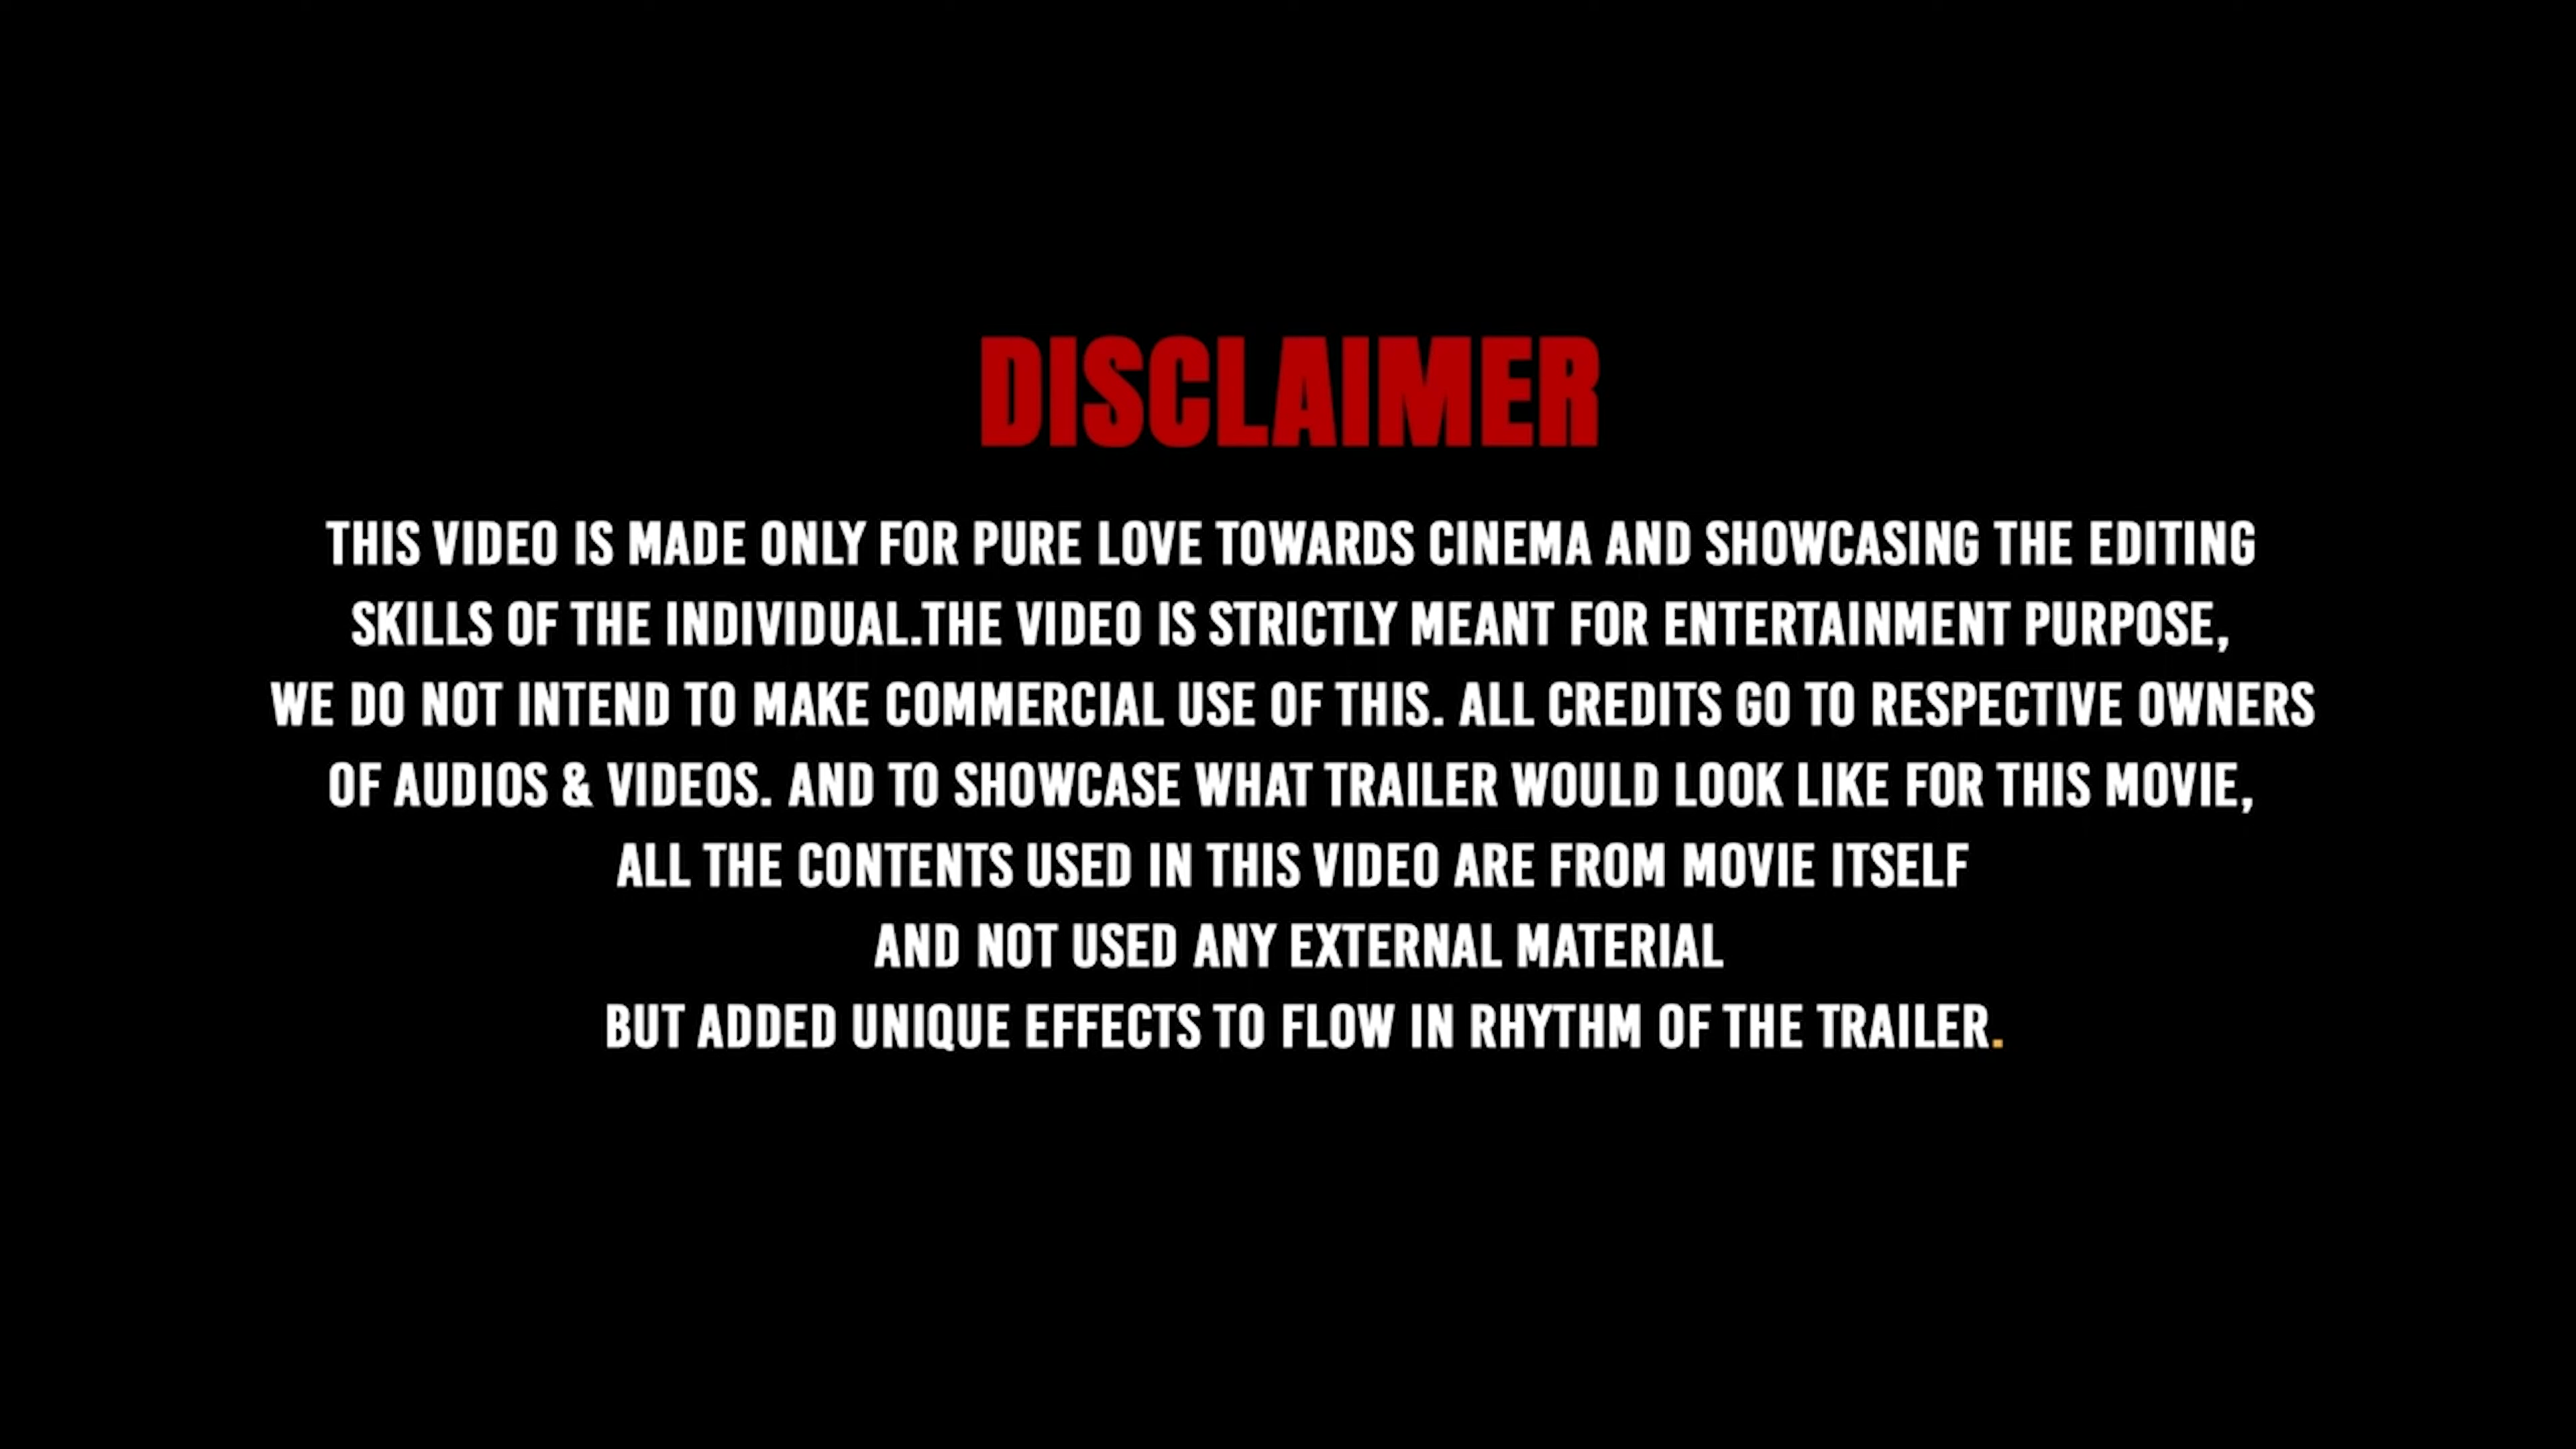 DISCLAIMER
THIS VIDEO IS MADE ONLY FOR PURE LOVE TOWARDS CINEMA AND SHOWCASING THE EDITING
SKILLS OF THE INDIVIDUAL.THE VIDEO IS STRICTLY MEANT FOR ENTERTAINMENT PURPOSE,
WE DO NOT INTEND TO MAKE COMMERCIAL USE OF THIS. ALL CREDITS GO TO RESPECTIVE OWNERS
OF AUDIOS & VIDEOS. AND TO SHOWCASE WHAT TRAILER WOULD LOOK LIKE FOR THIS MOVIE,
ALL THE CONTENTS USED IN THIS VIDEO ARE FROM MOVIE ITSELF
AND NOT USED ANY EXTERNAL MATERIAL
BUT ADDED UNIQUE EFFECTS TO FLOW IN RHYTHM OF THE TRAILER.